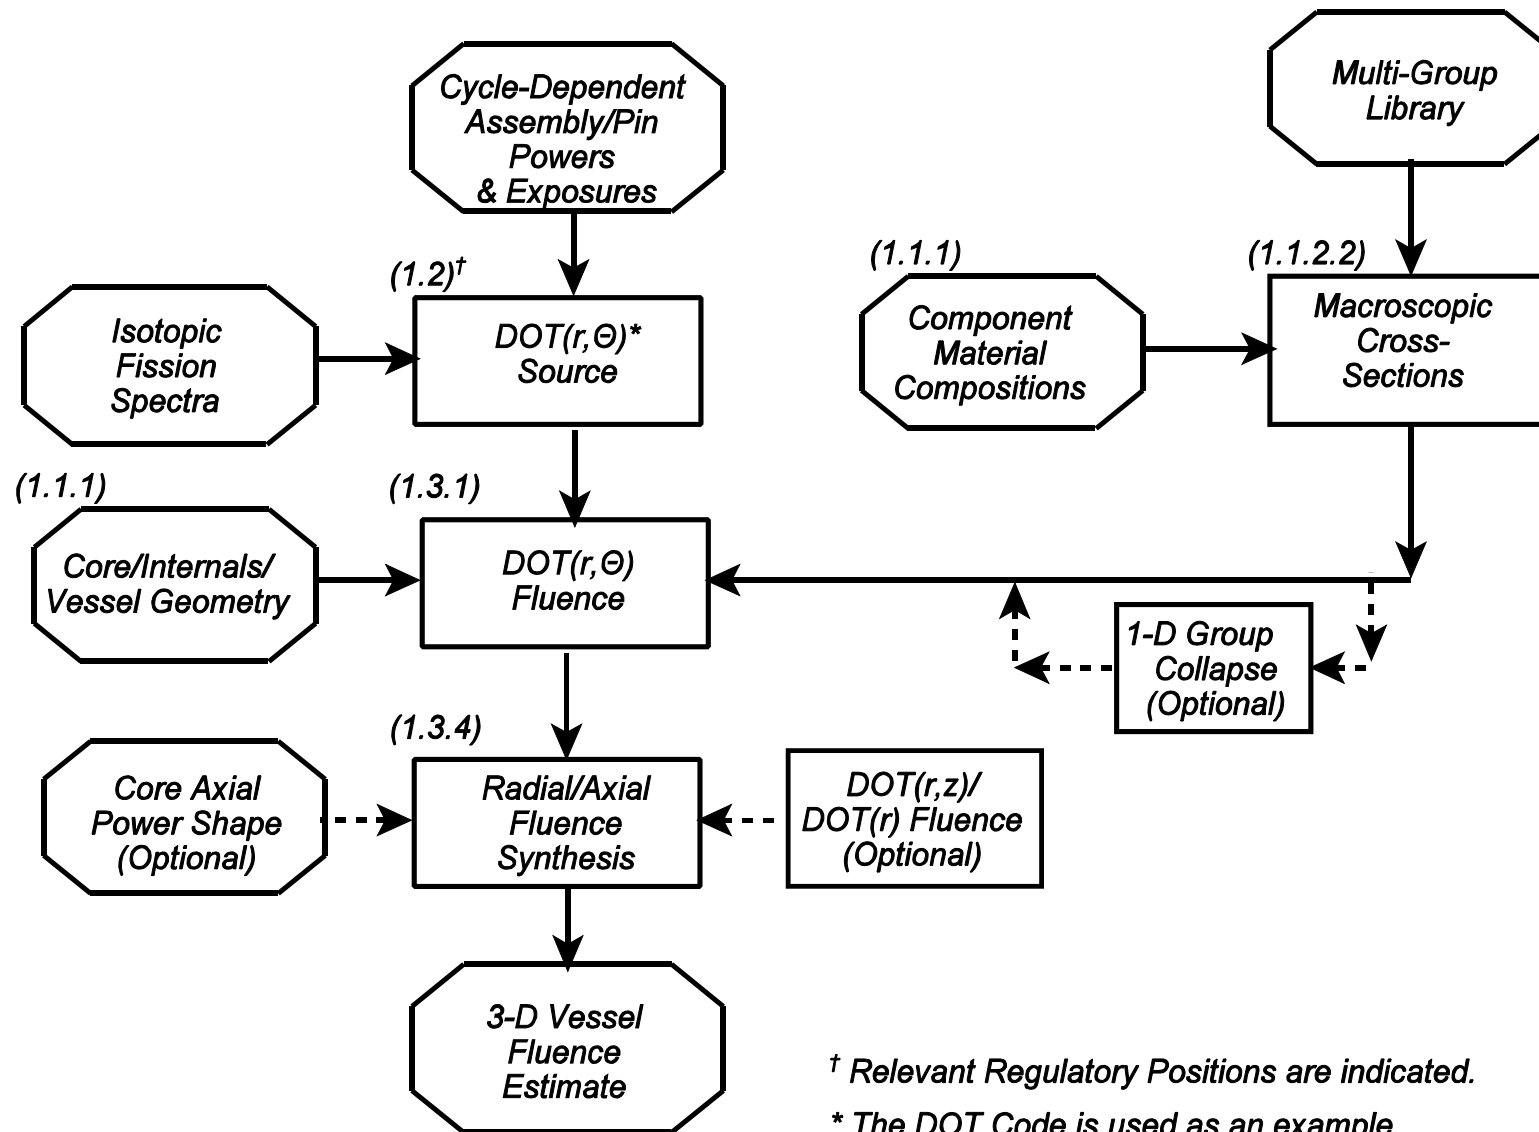 Cycle-Dependent
Assembly/Pin
Powers
& Exposures
Multi-Group
Library
(1.2)†
(1.1.1)
(1.1.2.2)
Isotopic
Fission
Spectra
DOT(r,Θ)*
Source
Component
Material
Compositions
Macroscopic
Cross-
Sections
(1.1.1)
(1.3.1)
Core/Internals/
Vessel Geometry
DOT(r,Θ)
Fluence
1-D Group
Collapse
(Optional)
(1.3.4)
Core Axial
Power Shape
(Optional)
Radial/Axial
Fluence
Synthesis
DOT(r,z)/
DOT(r) Fluence
(Optional)
3-D Vessel
Fluence
Estimate
† Relevant Regulatory Positions are indicated.
* The DOT Code is used as an example